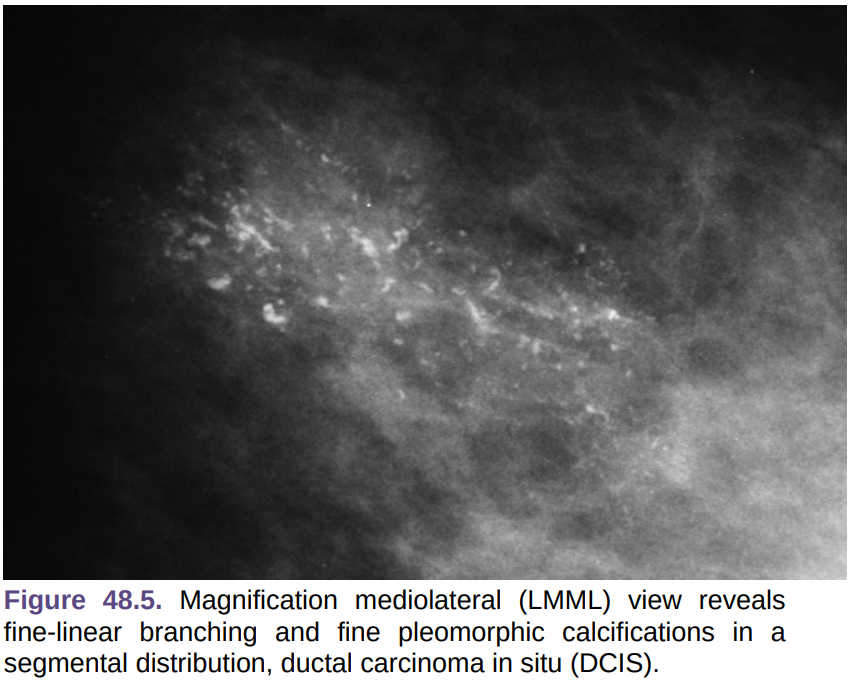 Figure 48.5. Magnification mediolateral (LMML) view reveals
fine-linear branching and fine pleomorphic calcifications in a
segmental distribution, ductal carcinoma in situ (DCIS).